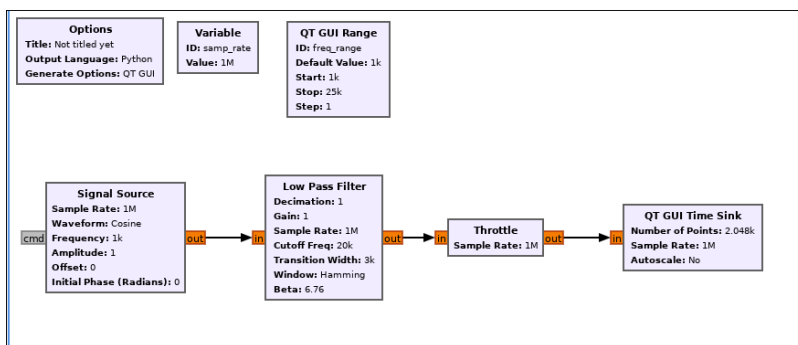 Options
Title: Not titled yet
Output Language: Python
Generate Options: QT GUI
Variable
ID: samp_rate
Value: 1M
QT GUI Range
ID: freq_range
Default Value: 1k
Start: 1k
Stop: 25k
Step: 1
Signal Source
Sample Rate: 1M
Waveform: Cosine
Frequency: 1k
Amplitude: 1
Offset: 0
Initial Phase (Radians): 0
cmd
out
Low Pass Filter
Decimation: 1
Gain: 1
Sample Rate: 1M
Cutoff Freq: 20k
Transition Width: 3k
Window: Hamming
Beta: 6.76
in
out
Throttle
Sample Rate: 1M
in
out
QT GUI Time Sink
Number of Points: 2.048k
Sample Rate: 1M
Autoscale: No
in